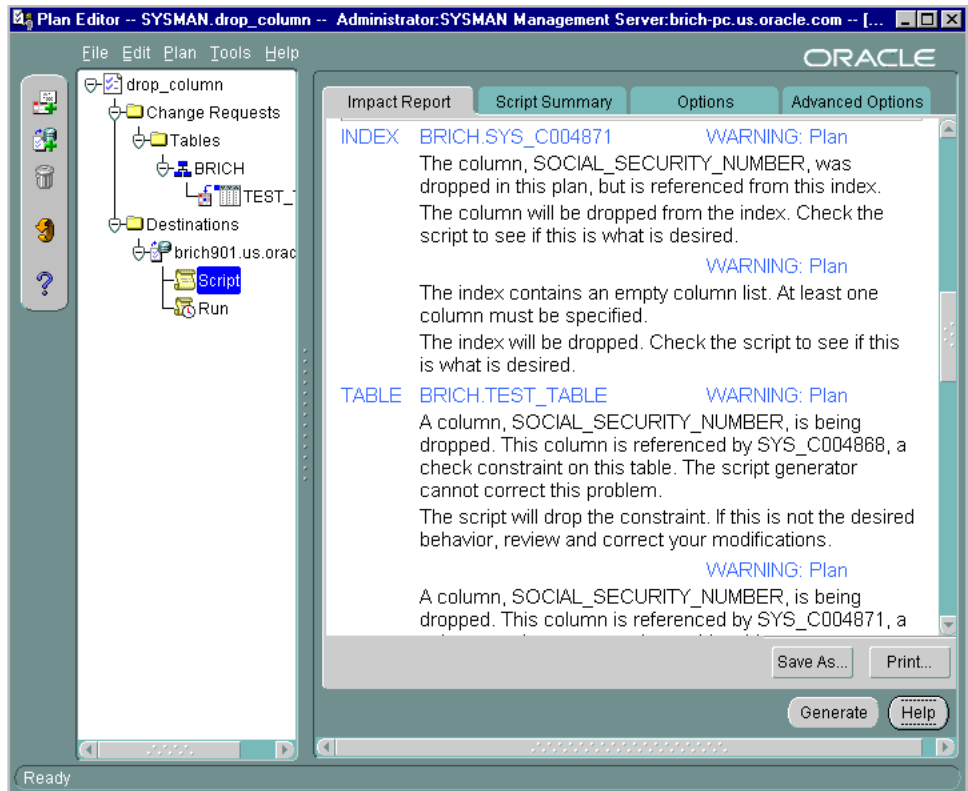 Plan Editor -- SYSMAN.drop_column -- Administrator:SYSMAN Management Server:brich-pc.us.oracle.com -- [...
File Edit Plan Tools Help
ORACLE
drop_column
Change Requests
Tables
BRICH
TEST_
Destinations
brich901.us.orac
Script
Run
Impact Report Script Summary Options Advanced Options
INDEX BRICH.SYS_C004871 WARNING: Plan
The column, SOCIAL_SECURITY_NUMBER, was
dropped in this plan, but is referenced from this index.
The column will be dropped from the index. Check the
script to see if this is what is desired.
WARNING: Plan
The index contains an empty column list. At least one
column must be specified.
The index will be dropped. Check the script to see if this
is what is desired.
TABLE BRICH.TEST_TABLE WARNING: Plan
A column, SOCIAL_SECURITY_NUMBER, is being
dropped. This column is referenced by SYS_C004868, a
check constraint on this table. The script generator
cannot correct this problem.
The script will drop the constraint. If this is not the desired
behavior, review and correct your modifications.
WARNING: Plan
A column, SOCIAL_SECURITY_NUMBER, is being
dropped. This column is referenced by SYS_C004871, a
Save As... Print...
Generate Help
Ready